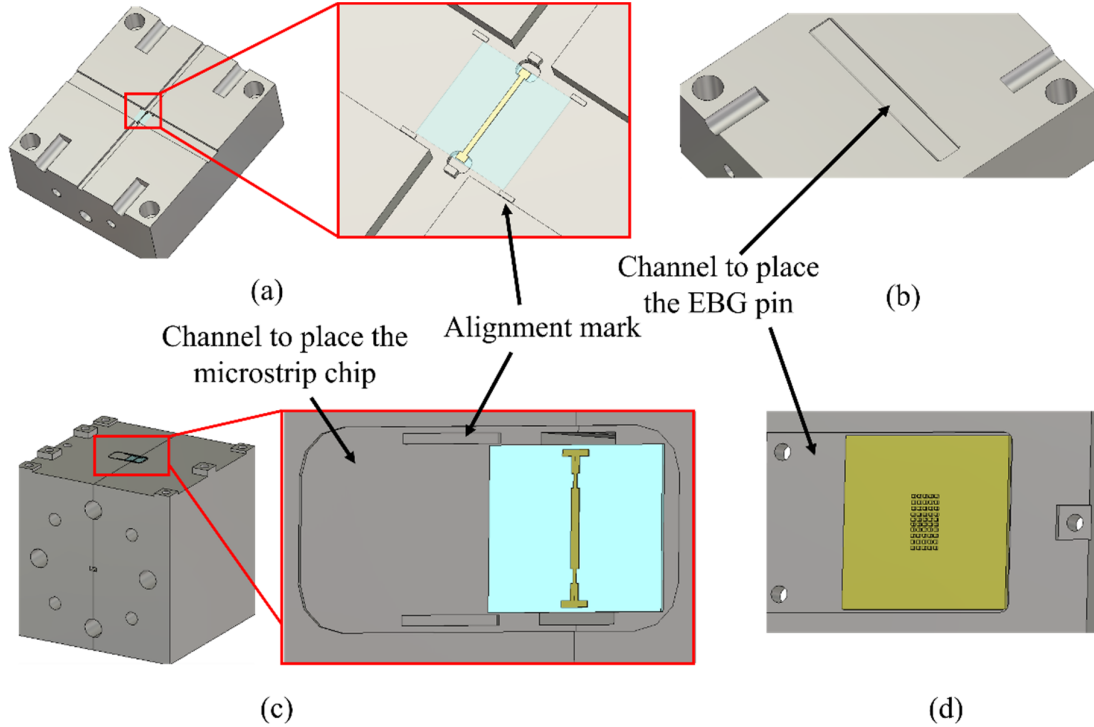 (a)
Channel to place
the EBG pin
(b)
Channel to place the
microstrip chip
Alignment mark
(c)
(d)